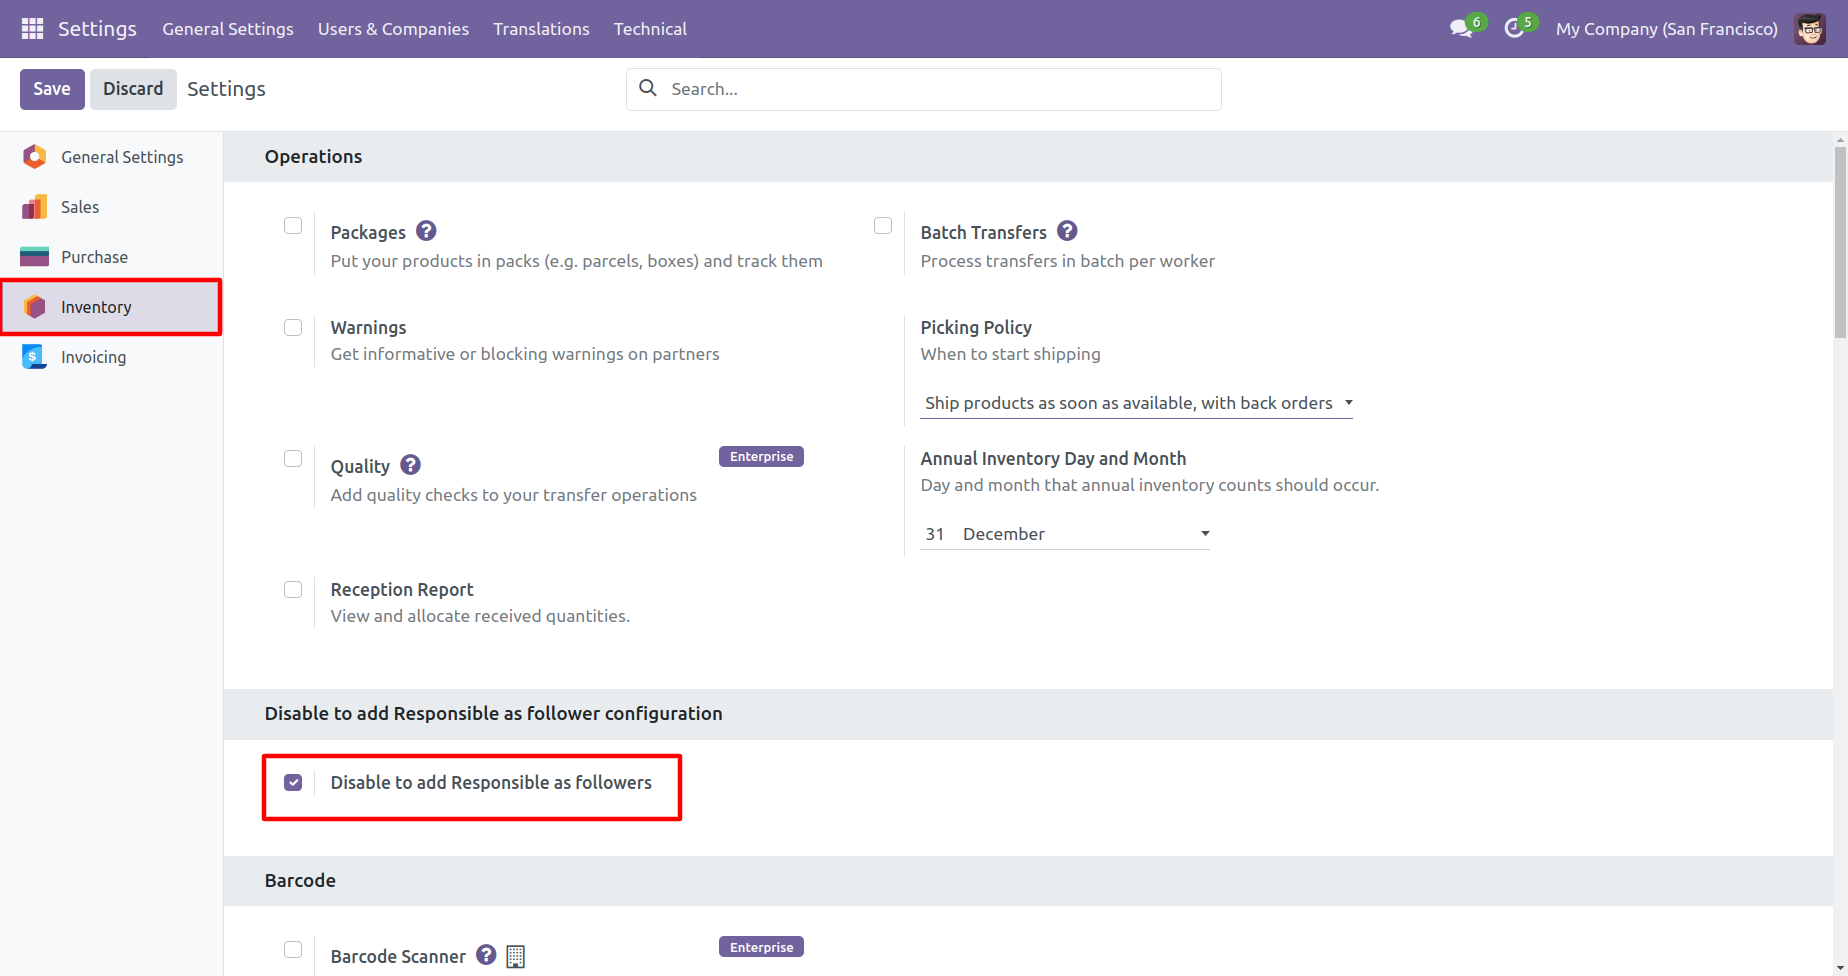 Settings General Settings Users & Companies Translations Technical 6 5 My Company (San Francisco)
Save Discard Settings Search...
General Settings
Sales
Purchase
Inventory
Invoicing
Operations
Packages ?
Put your products in packs (e.g. parcels, boxes) and track them
Batch Transfers ?
Process transfers in batch per worker
Warnings
Get informative or blocking warnings on partners
Picking Policy
When to start shipping
Ship products as soon as available, with back orders
Quality ? Enterprise
Add quality checks to your transfer operations
Annual Inventory Day and Month
Day and month that annual inventory counts should occur.
31 December
Reception Report
View and allocate received quantities.
Disable to add Responsible as follower configuration
Disable to add Responsible as followers
Barcode
Barcode Scanner ? Enterprise